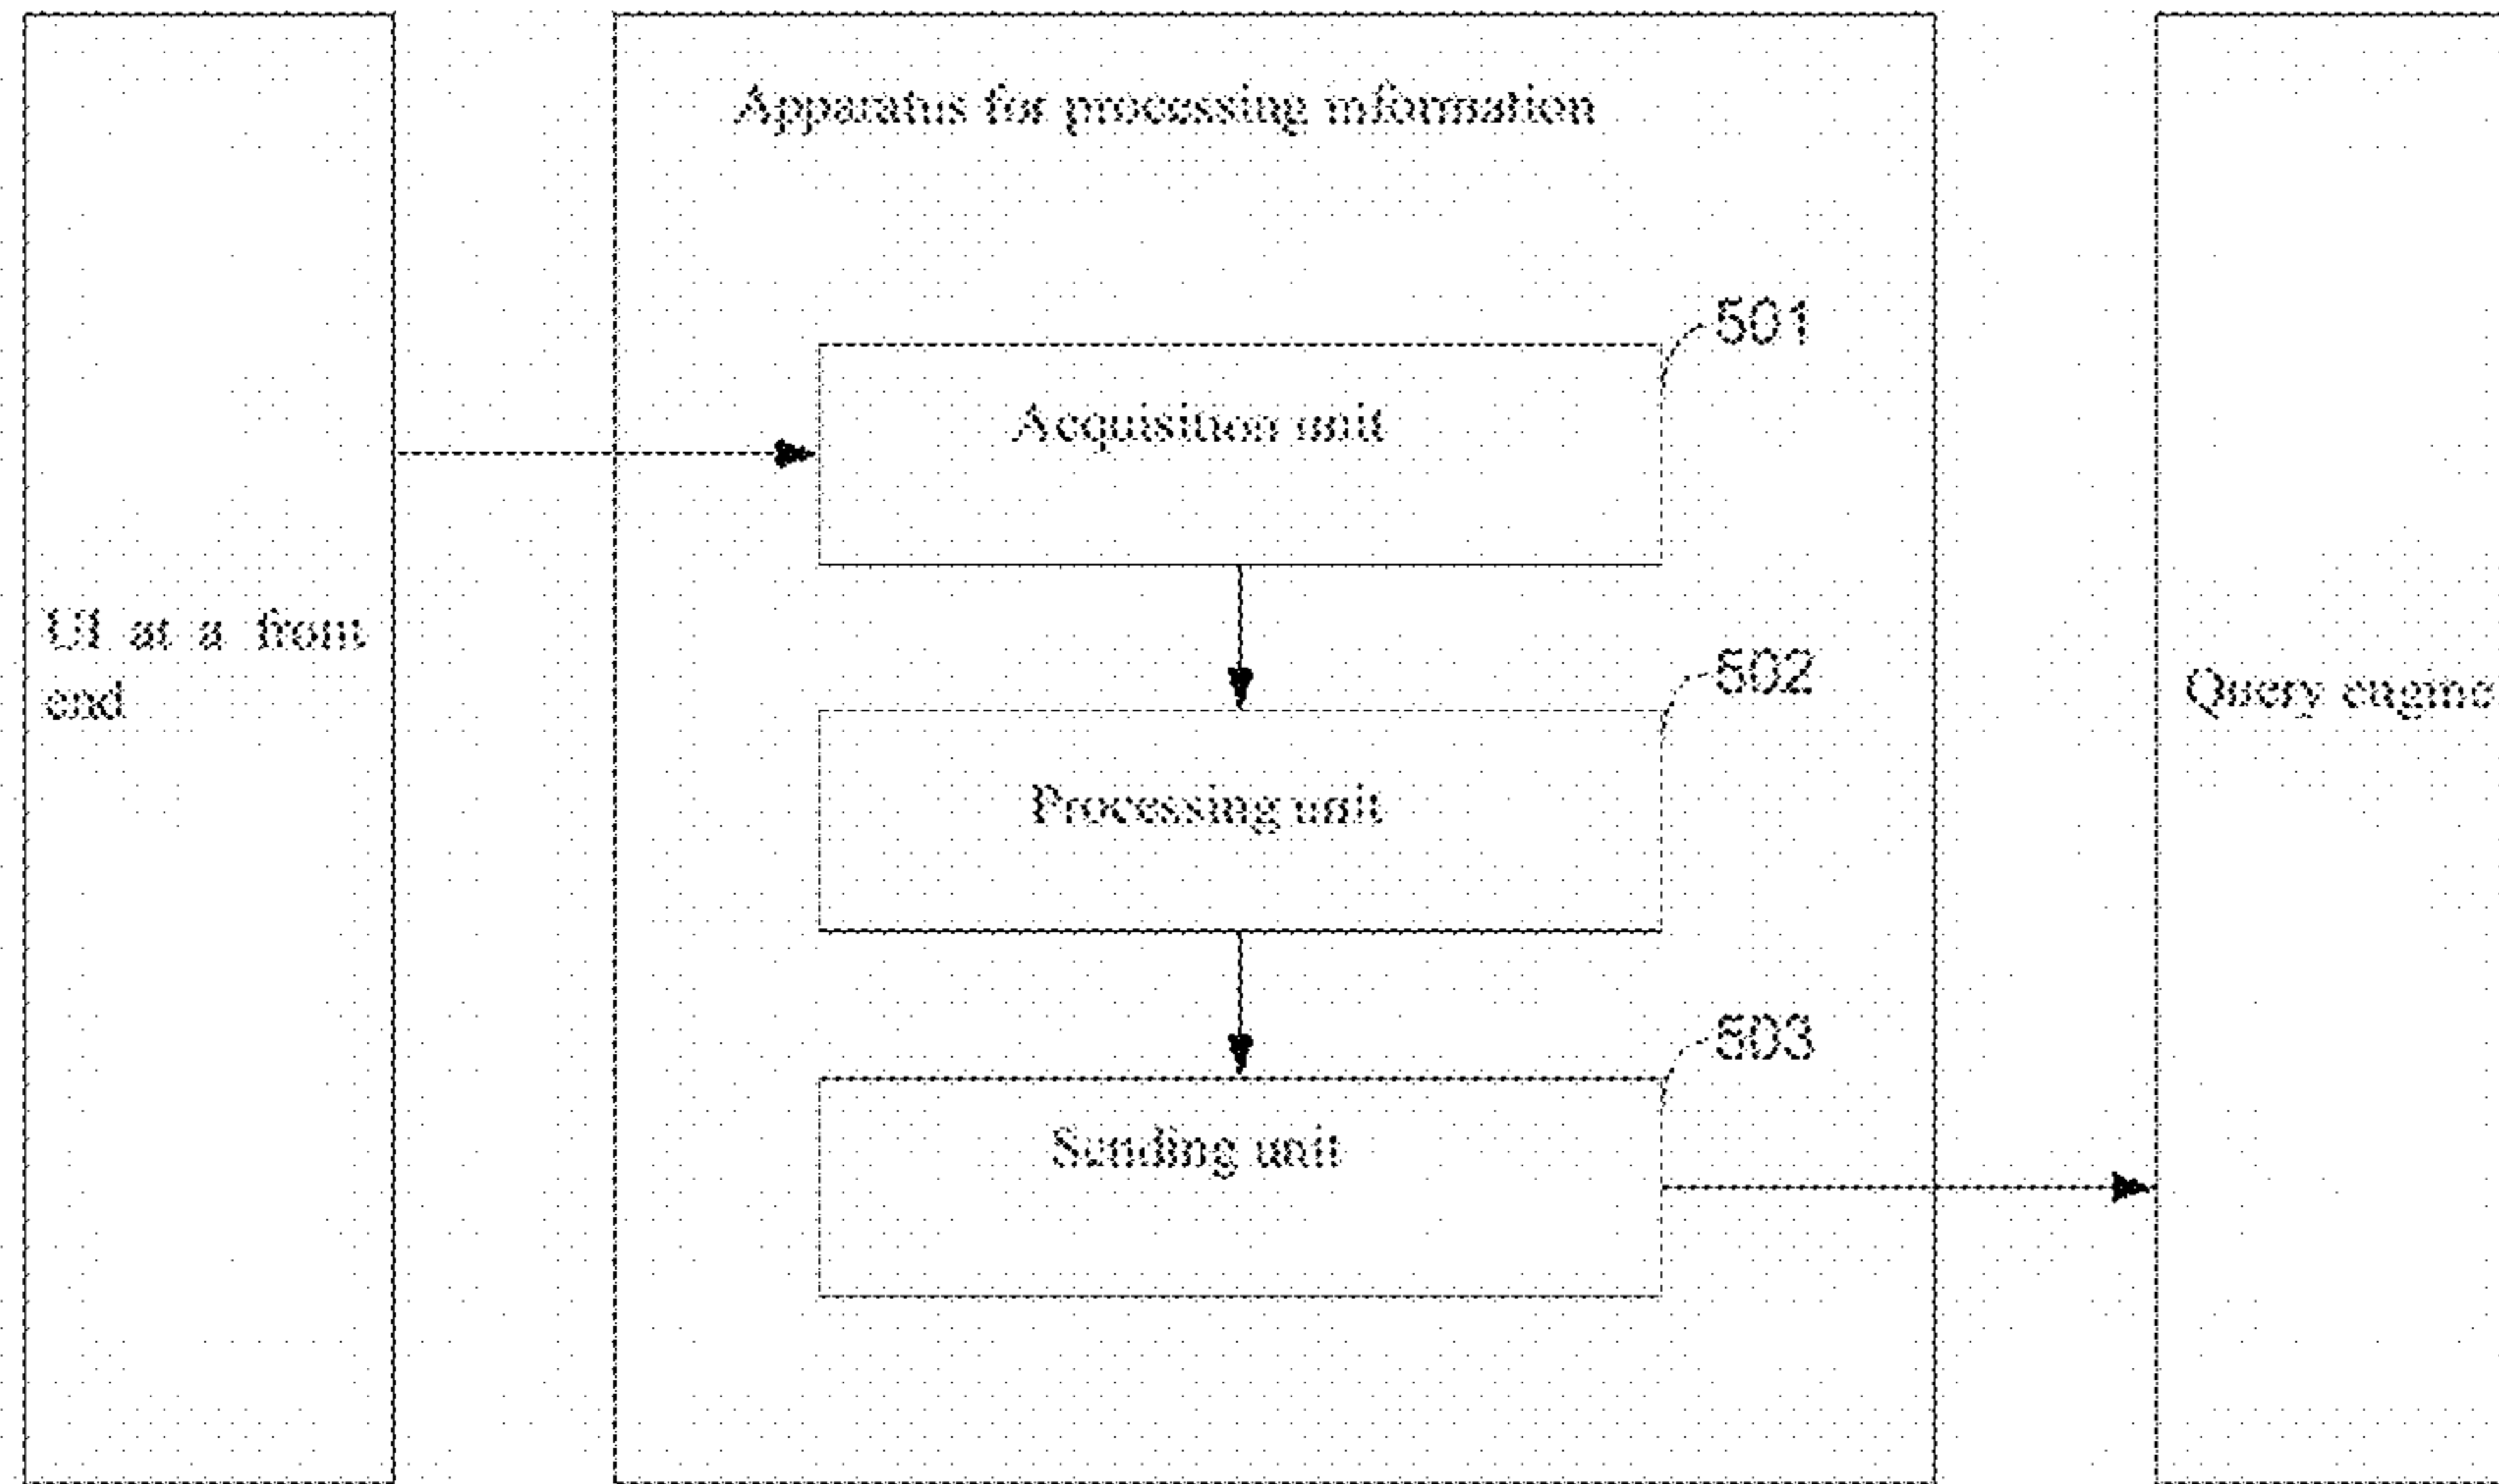 Apparatus for processing information
501
Acquisition unit
UI at a front
end
502
Query engine
Processing unit
503
Sending unit